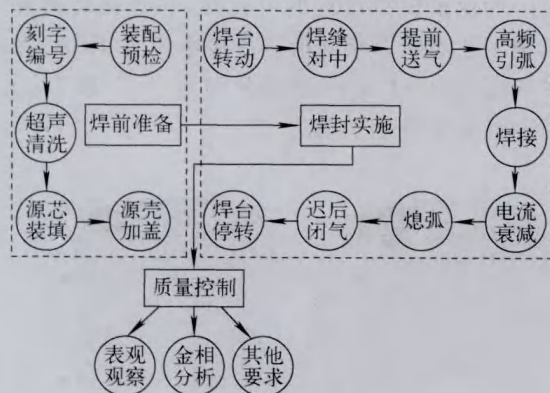 刻字
编号
装配
预检
超声
清洗
源芯
装填
源壳
加盖
焊前准备
焊台
转动
焊缝
对中
提前
送气
高频
引弧
焊接
电流
衰减
熄弧
迟后
闭气
焊台
停转
焊封实施
质量控制
表观
观察
金相
分析
其他
要求